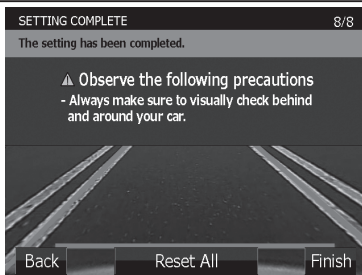 SETTING COMPLETE 8/8
The setting has been completed.
⚠ Observe the following precautions
- Always make sure to visually check behind
and around your car.
Back Reset All Finish